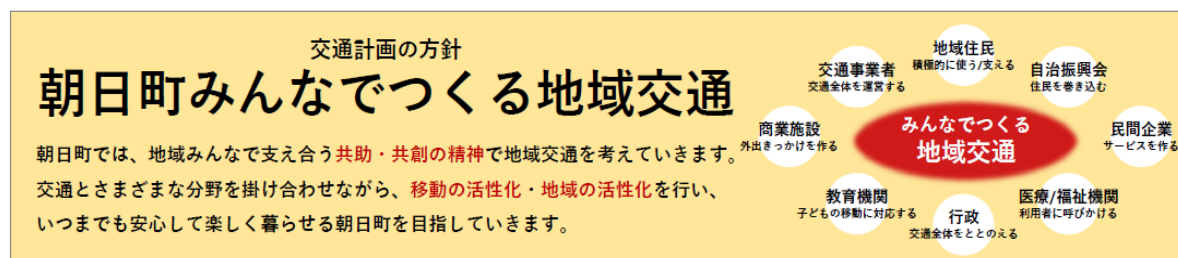 交通計画の方針
朝日町みんなでつくる地域交通
朝日町では、地域みんなで支え合う共助・共創の精神で地域交通を考えていきます。
交通とさまざまな分野を掛け合わせながら、移動の活性化・地域の活性化を行い、
いつまでも安心して楽しく暮らせる朝日町を目指していきます。
地域住民
積極的に使う/支える
交通事業者
交通全体を運営する
自治振興会
住民を巻き込む
商業施設
外出きっかけを作る
みんなでつくる
地域交通
民間企業
サービスを作る
教育機関
子どもの移動に対応する
行政
交通全体をととのえる
医療/福祉機関
利用者に呼びかける